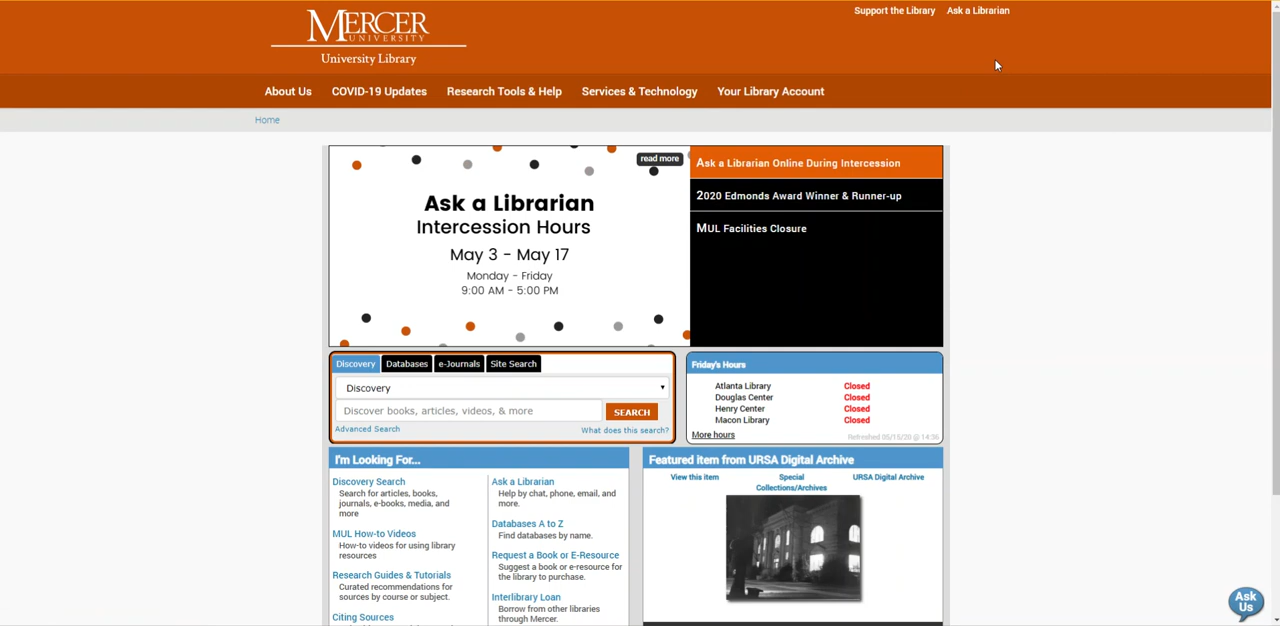 Support the Library Ask a Librarian
MERCER
UNIVERSITY
University Library
About Us COVID-19 Updates Research Tools & Help Services & Technology Your Library Account
Home
read more
Ask a Librarian
Intercession Hours
May 3 - May 17
Monday - Friday
9:00 AM - 5:00 PM
Ask a Librarian Online During Intercession
2020 Edmonds Award Winner & Runner-up
MUL Facilities Closure
Discovery Databases e-Journals Site Search
Discovery
Discover books, articles, videos, & more SEARCH
Advanced Search What does this search?
Friday's Hours
Atlanta Library Closed
Douglas Center Closed
Henry Center Closed
Macon Library Closed
More hours Refreshed 05/15/20 @ 14:36
I'm Looking For...
Discovery Search
Search for articles, books,
journals, e-books, media, and
more
MUL How-to Videos
How-to videos for using library
resources
Research Guides & Tutorials
Curated recommendations for
sources by course or subject.
Citing Sources
Ask a Librarian
Help by chat, phone, email, and
more.
Databases A to Z
Find databases by name.
Request a Book or E-Resource
Suggest a book or e-resource for
the library to purchase.
Interlibrary Loan
Borrow from other libraries
through Mercer.
Featured item from URSA Digital Archive
View this item Special URSA Digital Archive
Collections/Archives
Ask
Us